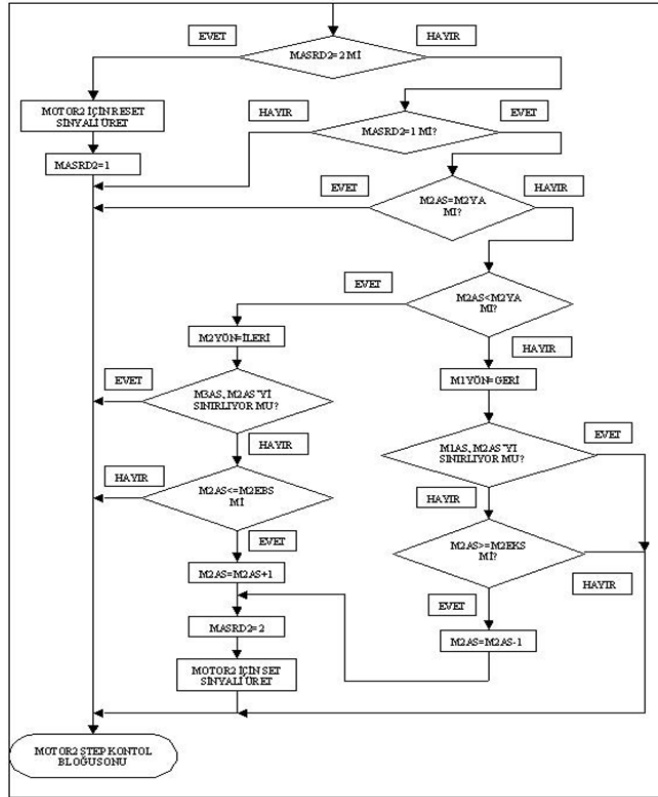 EVET
HAYIR
MASRD2=2 Mİ
MOTOR2 İÇİN RESET
SİNYALİ ÜRET
HAYIR
EVET
MASRD2=1 Mİ?
MASRD2=1
EVET
HAYIR
M2AS=M2YA
MI?
EVET
M2AS<M2YA
MI?
M2YÖN=İLERİ
HAYIR
EVET
M1YÖN=GERİ
M3AS, M2AS"Yİ
SINIRLIYOR MU?
EVET
HAYIR
M1AS, M2AS"YI
SINIRLIYOR MU?
HAYIR
M2AS<=M2EBS
Mİ
HAYIR
EVET
M2AS>=M2EKS
Mİ?
M2AS=M2AS+1
HAYIR
EVET
MASRD2=2
M2AS=M2AS-1
MOTOR2 İÇİN SET
SİNYALİ ÜRET
MOTOR2 STEP KONTOL
BLOĞU SONU